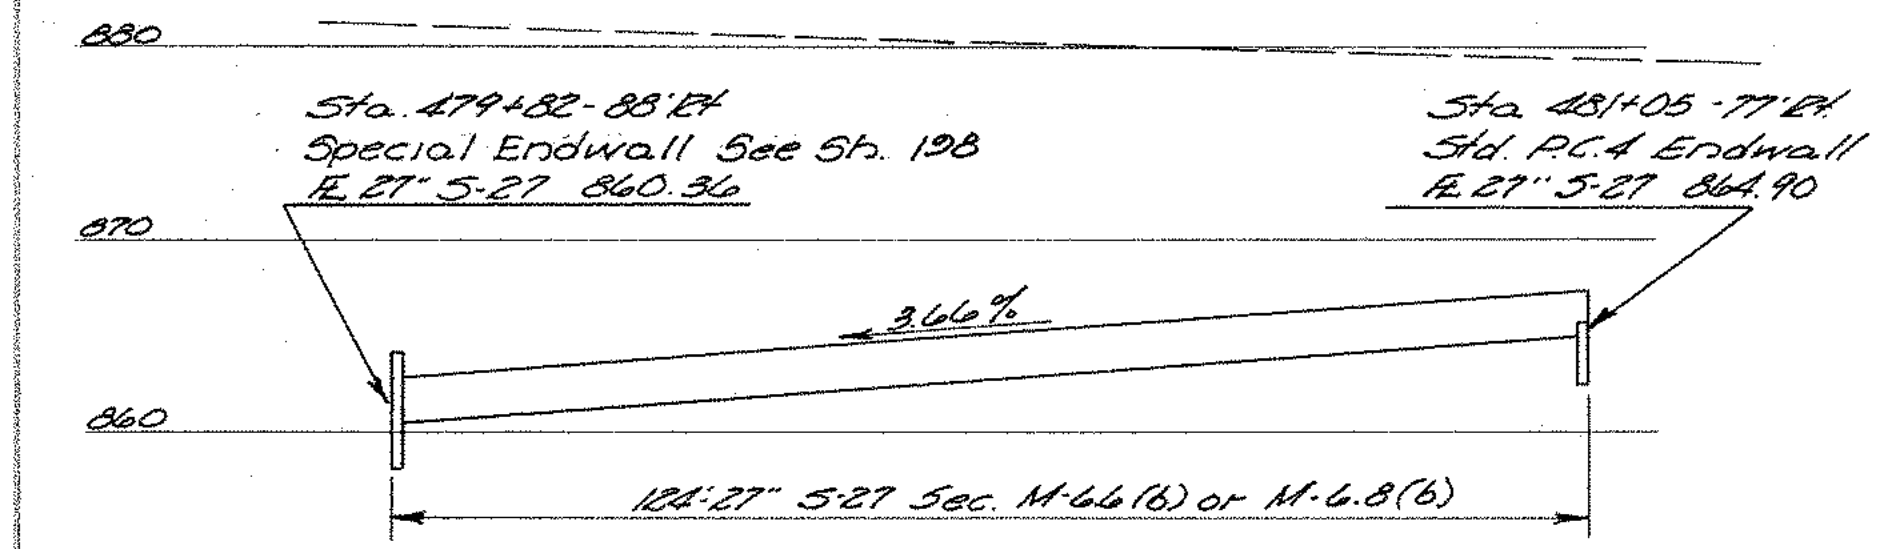 880
Sta. 479+82-88' Rt
Special Endwall See Sh. 198
FL 27" S-27 860.36
Sta 481+05-77' Rt.
Std. P.C.4 Endwall
FL 27" S-27 864.90
870
3.66%
860
124'-27" S-27 Sec. M-6.6(b) or M-6.8(b)